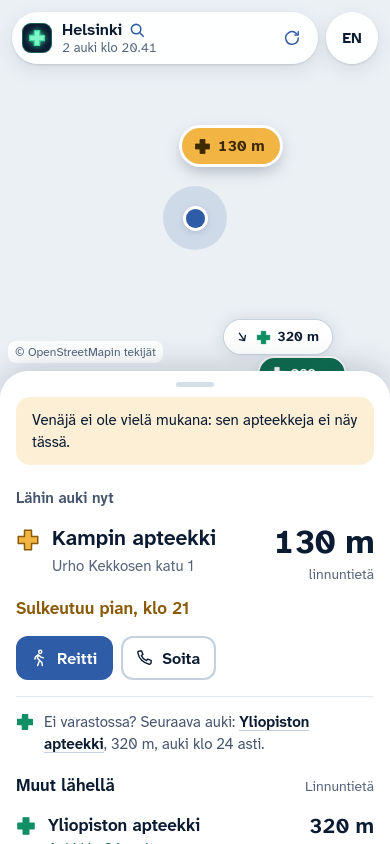 Helsinki
2 auki klo 20.41
EN
130 m
320 m
© OpenStreetMapin tekijät
Venäjä ei ole vielä mukana: sen apteekkeja ei näy
tässä.
Lähin auki nyt
Kampin apteekki
130 m
Urho Kekkosen katu 1
linnuntietä
Sulkeutuu pian, klo 21
Reitti
Soita
Ei varastossa? Seuraava auki: Yliopiston
apteekki, 320 m, auki klo 24 asti.
Muut lähellä
Linnuntietä
Yliopiston apteekki
320 m